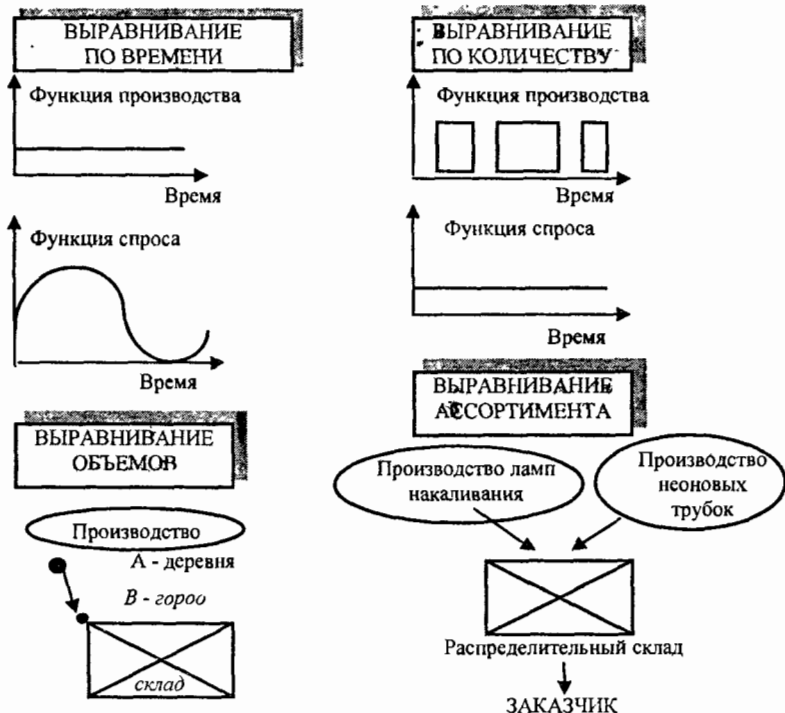 ВЫРАВНИВАНИЕ
ПО ВРЕМЕНИ
Функция производства
Время
Функция спроса
Время
ВЫРАВНИВАНИЕ
ПО КОЛИЧЕСТВУ
Функция производства
Время
Функция спроса
Время
ВЫРАВНИВАНИЕ
ОБЪЕМОВ
Производство
А - деревня
В - город
склад
ВЫРАВНИВАНИЕ
АССОРТИМЕНТА
Производство ламп
накаливания
Производство
неоновых
трубок
Распределительный склад
ЗАКАЗЧИК